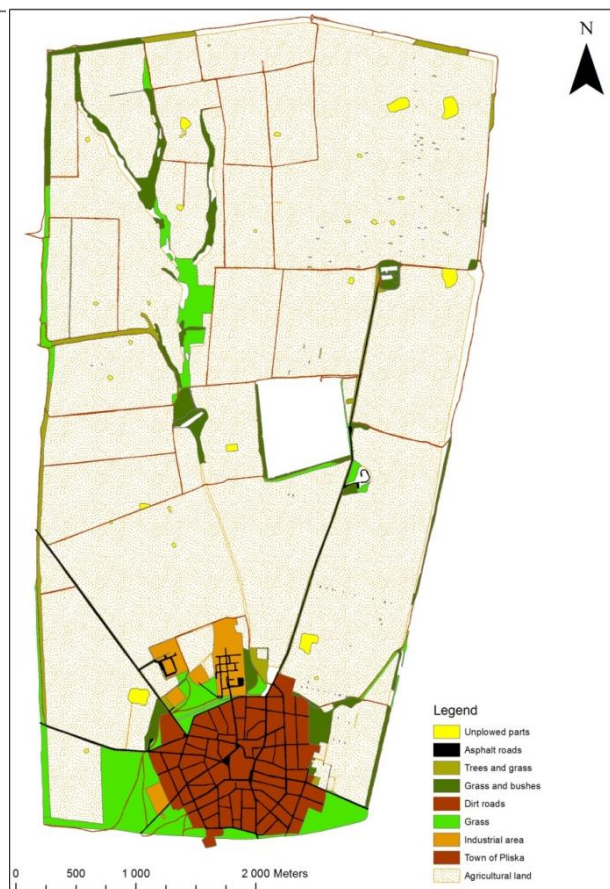 N
Legend
Unplowed parts
Asphalt roads
Trees and grass
Grass and bushes
Dirt roads
Grass
Industrial area
Town of Pliska
Agricultural land
0 500 1 000 2 000 Meters